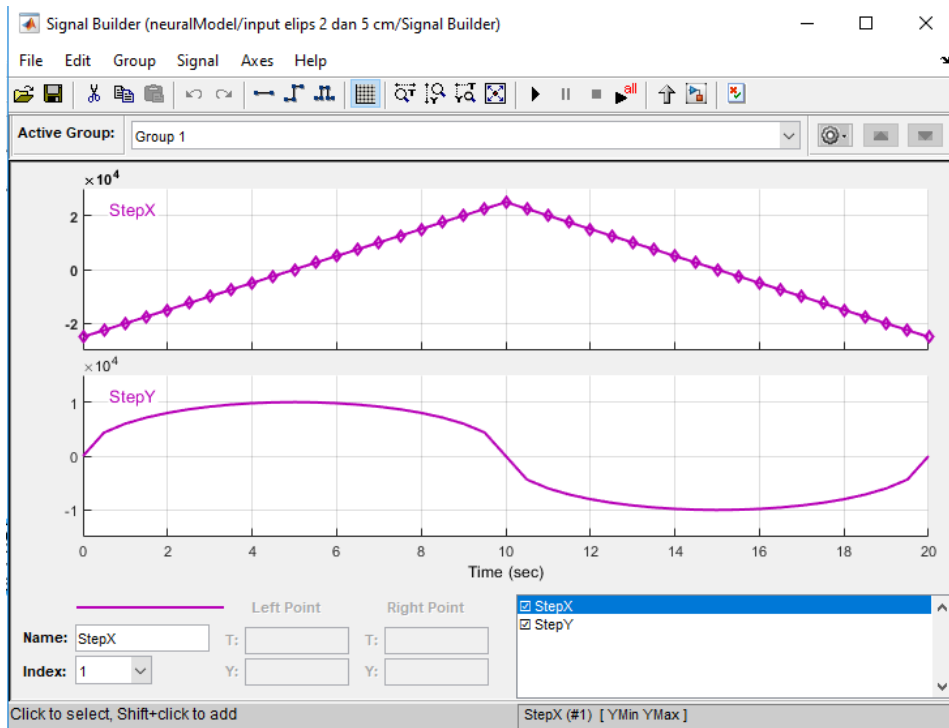 Signal Builder (neuralModel/input elips 2 dan 5 cm/Signal Builder)
File Edit Group Signal Axes Help
all
Active Group: Group 1
×10⁴
StepX
2
0
-2
×10⁴
StepY
1
0
-1
0 2 4 6 8 10 12 14 16 18 20
Time (sec)
Left Point Right Point
Name: StepX T: T:
Index: 1 Y: Y:
StepX
StepY
Click to select, Shift+click to add
StepX (#1) [ YMin YMax ]